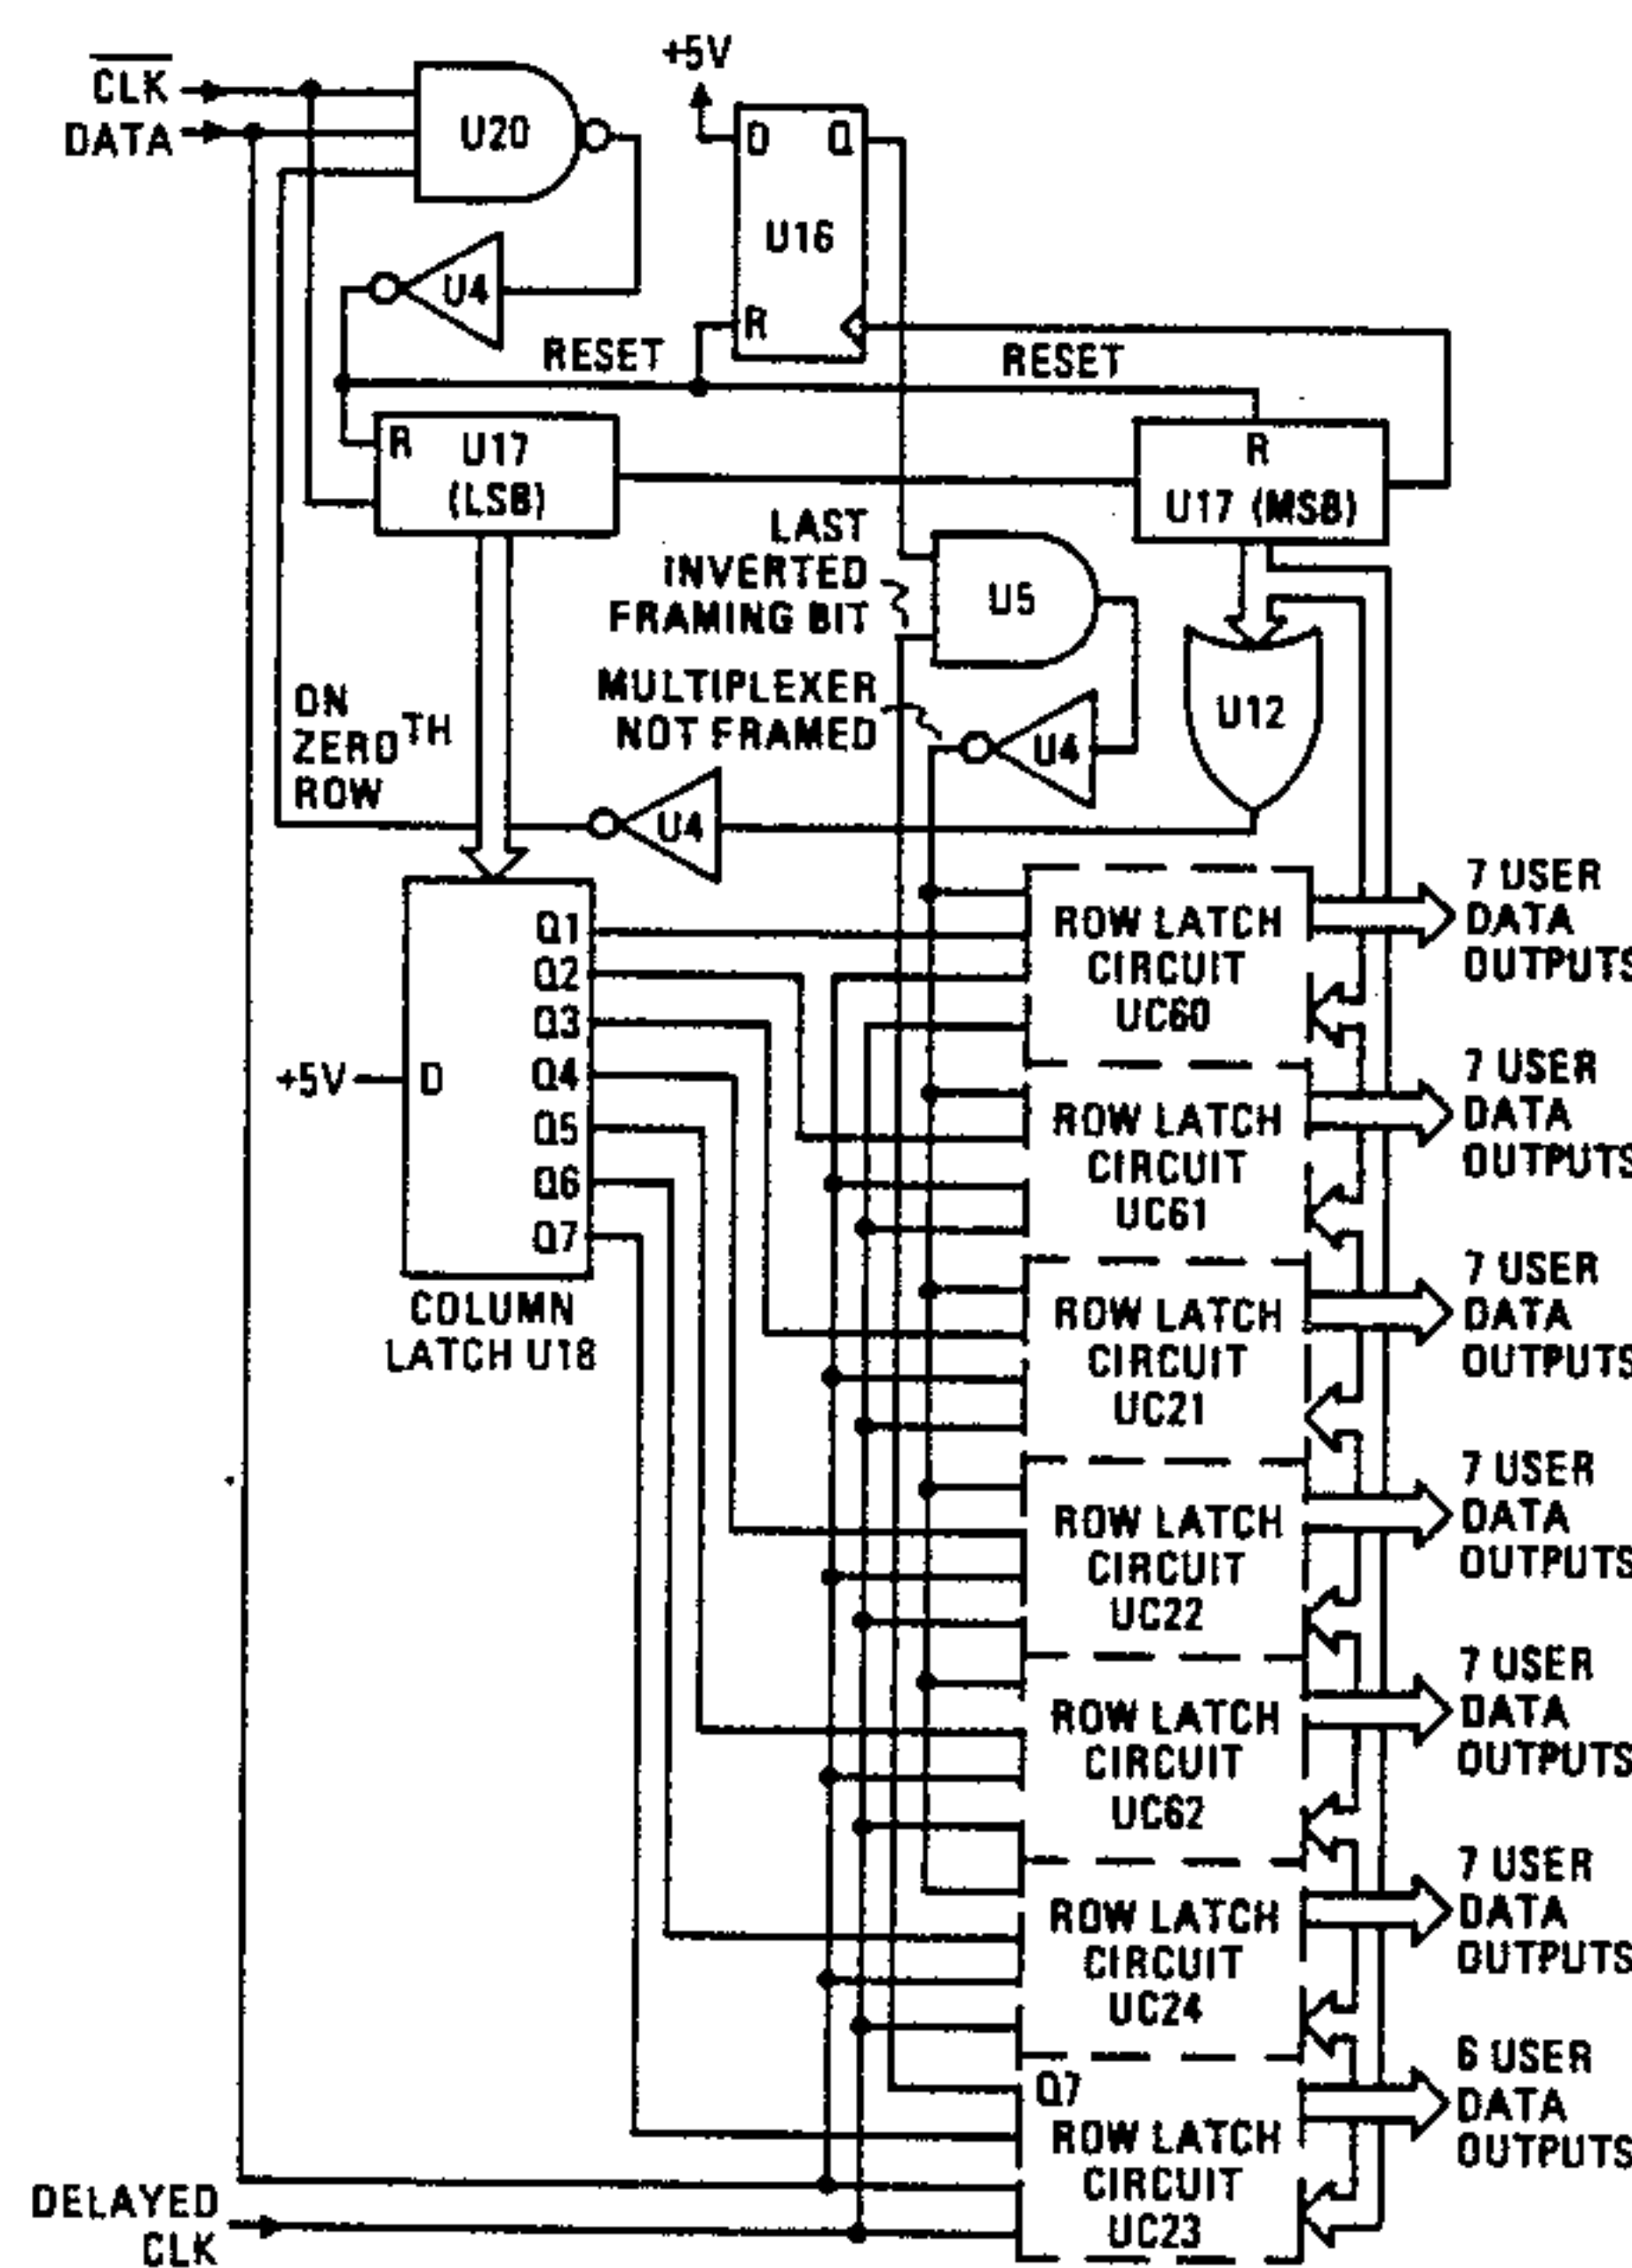 CLK
DATA
U20
+5V
D
Q
U16
R
U4
RESET
RESET
R
U17
(LSB)
R
U17 (MSB)
LAST
INVERTED
FRAMING BIT
U5
MULTIPLEXER
NOT FRAMED
U4
U12
ON
ZERO TH
ROW
U4
Q1
Q2
Q3
Q4
Q5
Q6
Q7
+5V
D
COLUMN
LATCH U18
ROW LATCH
CIRCUIT
UC60
7 USER
DATA
OUTPUTS
ROW LATCH
CIRCUIT
UC61
7 USER
DATA
OUTPUTS
ROW LATCH
CIRCUIT
UC21
7 USER
DATA
OUTPUTS
ROW LATCH
CIRCUIT
UC22
7 USER
DATA
OUTPUTS
ROW LATCH
CIRCUIT
UC62
7 USER
DATA
OUTPUTS
ROW LATCH
CIRCUIT
UC24
7 USER
DATA
OUTPUTS
Q7
ROW LATCH
CIRCUIT
UC23
6 USER
DATA
OUTPUTS
DELAYED
CLK